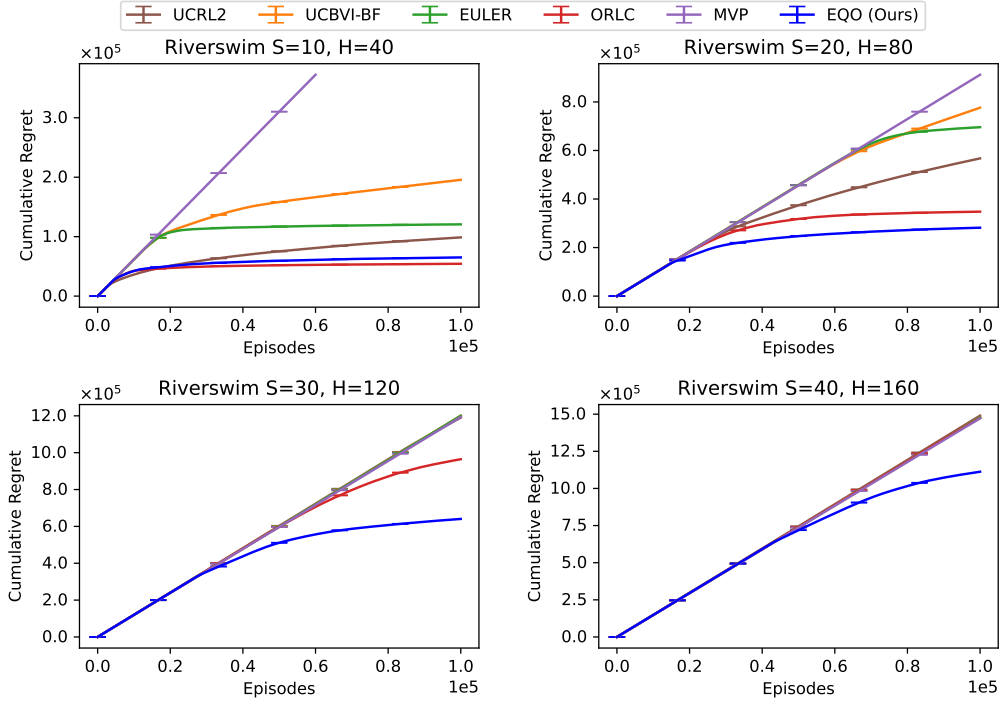 UCRL2 UCBVI-BF EULER ORLC MVP EQO (Ours)
×10⁵ Riverswim S=10, H=40
3.0
2.0
1.0
0.0
Cumulative Regret
0.0 0.2 0.4 0.6 0.8 1.0
Episodes 1e5
×10⁵ Riverswim S=20, H=80
8.0
6.0
4.0
2.0
0.0
Cumulative Regret
0.0 0.2 0.4 0.6 0.8 1.0
Episodes 1e5
×10⁵ Riverswim S=30, H=120
12.0
10.0
8.0
6.0
4.0
2.0
0.0
Cumulative Regret
0.0 0.2 0.4 0.6 0.8 1.0
Episodes 1e5
×10⁵ Riverswim S=40, H=160
15.0
12.5
10.0
7.5
5.0
2.5
0.0
Cumulative Regret
0.0 0.2 0.4 0.6 0.8 1.0
Episodes 1e5